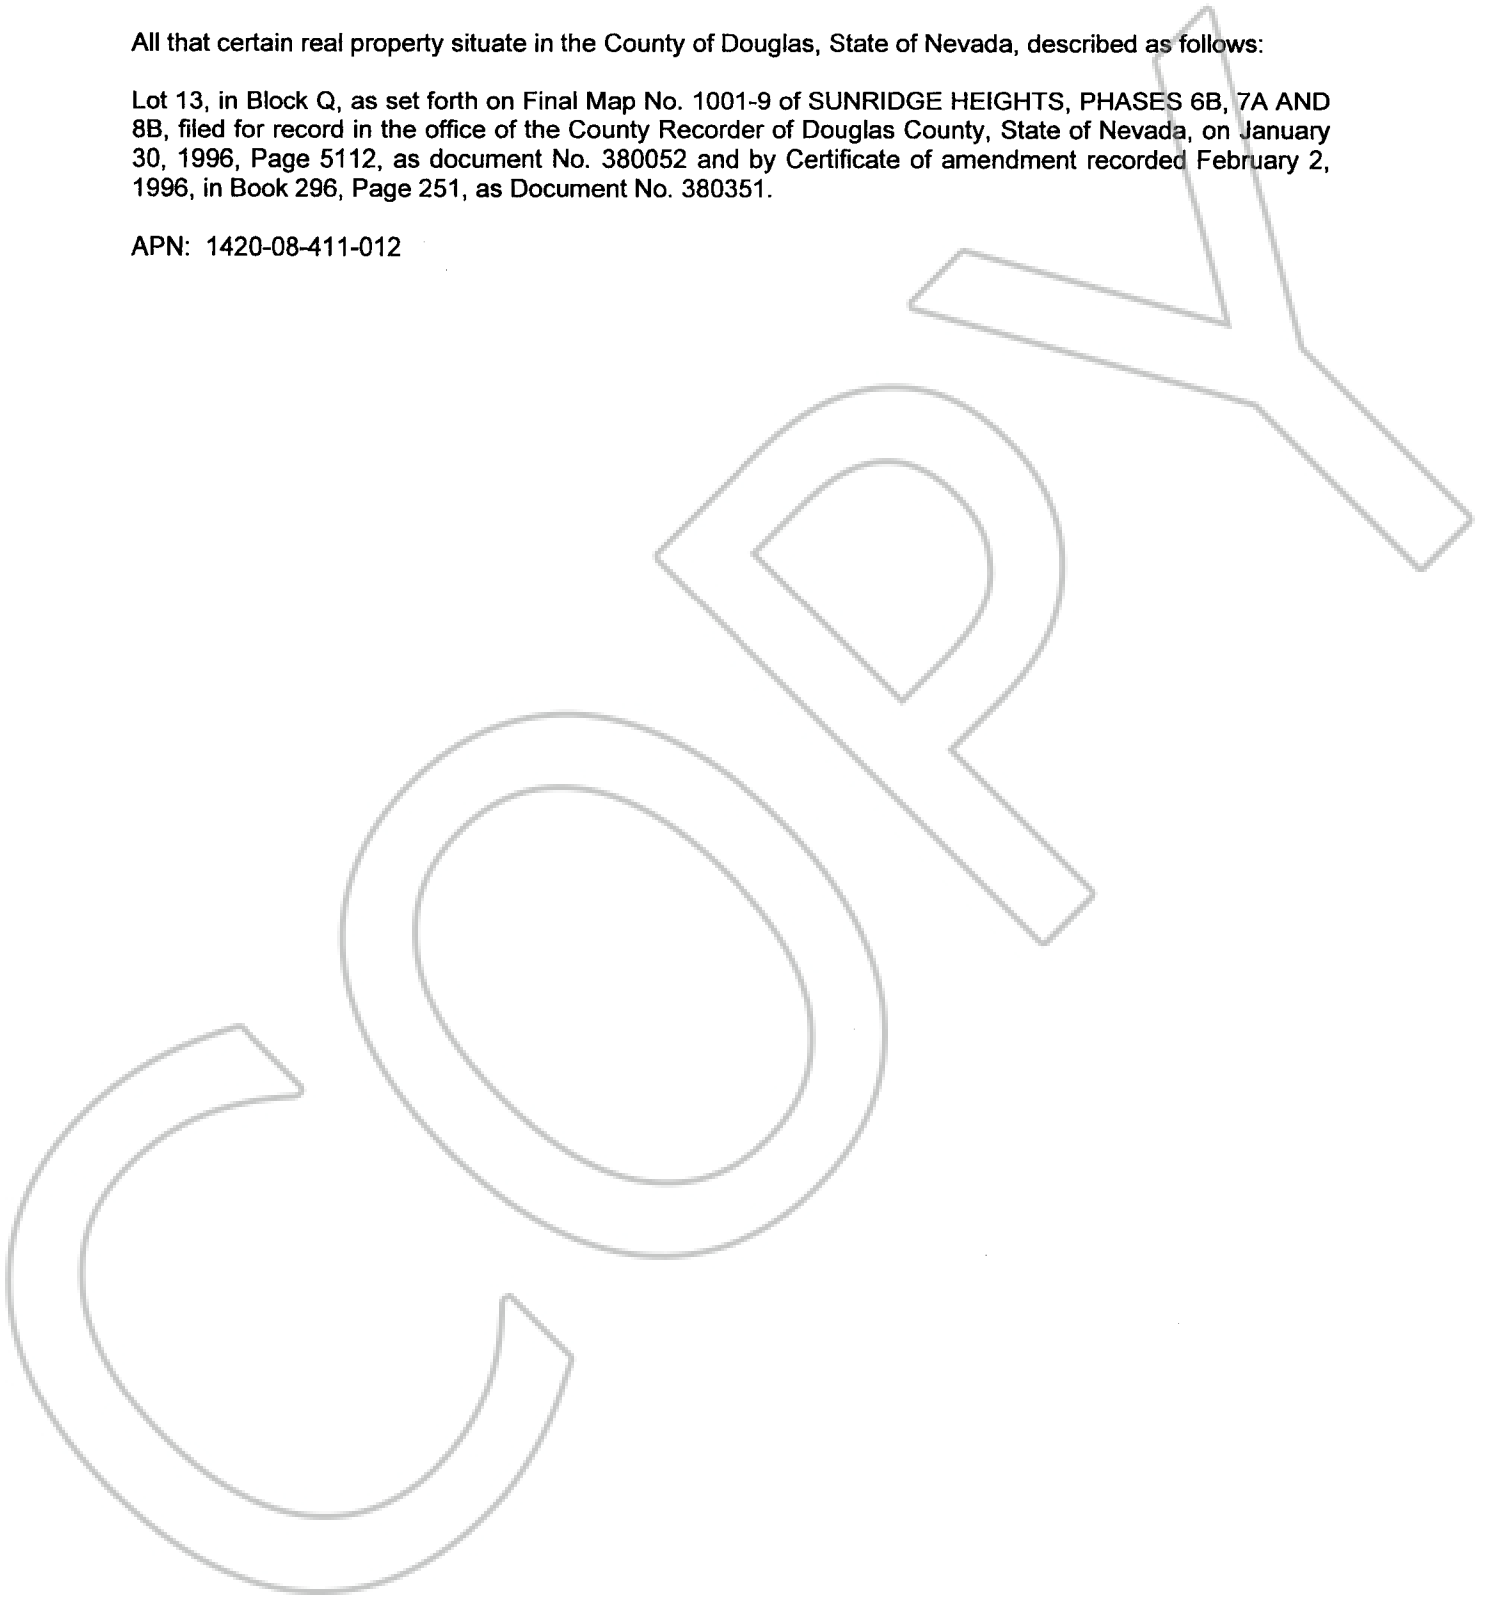 All that certain real property situate in the County of Douglas, State of Nevada, described as follows:
Lot 13, in Block Q, as set forth on Final Map No. 1001-9 of SUNRIDGE HEIGHTS, PHASES 6B, 7A AND
8B, filed for record in the office of the County Recorder of Douglas County, State of Nevada, on January
30, 1996, Page 5112, as document No. 380052 and by Certificate of amendment recorded February 2,
1996, in Book 296, Page 251, as Document No. 380351.
APN: 1420-08-411-012
COPY